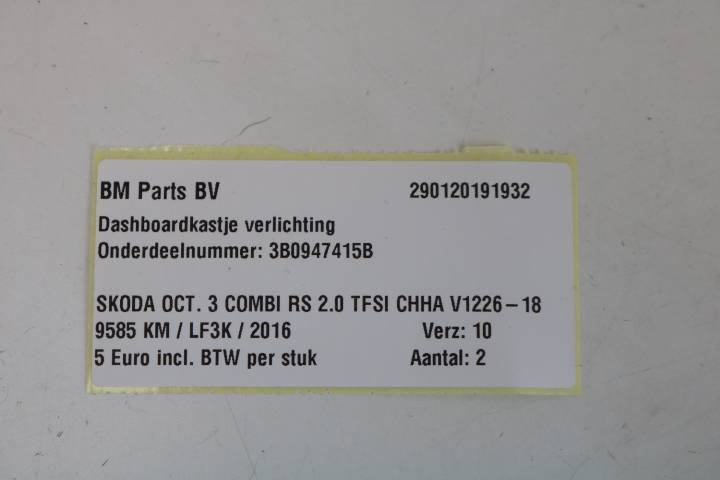 BM Parts BV 290120191932
Dashboardkastje verlichting
Onderdeelnummer: 3B0947415B
SKODA OCT. 3 COMBI RS 2.0 TFSI CHHA V1226-18
9585 KM / LF3K / 2016 Verz: 10
5 Euro incl. BTW per stuk Aantal: 2